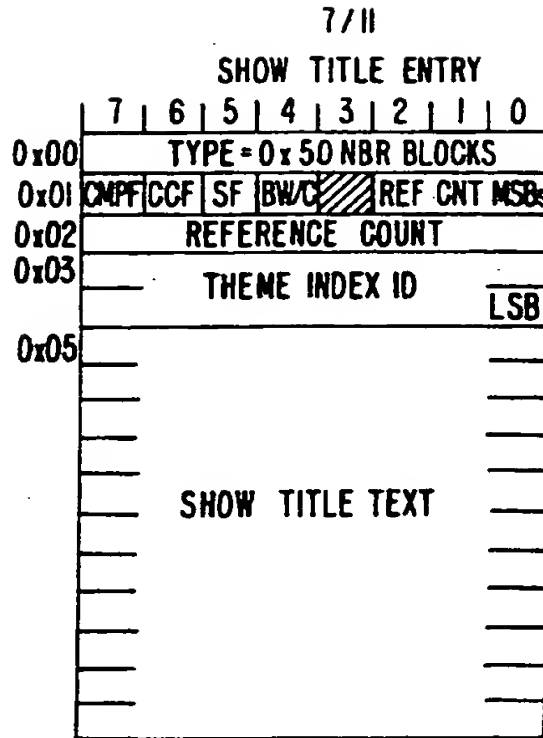 7/11
SHOW TITLE ENTRY
7 6 5 4 3 2 1 0
0x00 TYPE = 0x50 NBR BLOCKS
0x01 CMPF CCF SF BW/C REF CNT MSBs
0x02 REFERENCE COUNT
0x03 THEME INDEX ID
LSB
0x05
SHOW TITLE TEXT